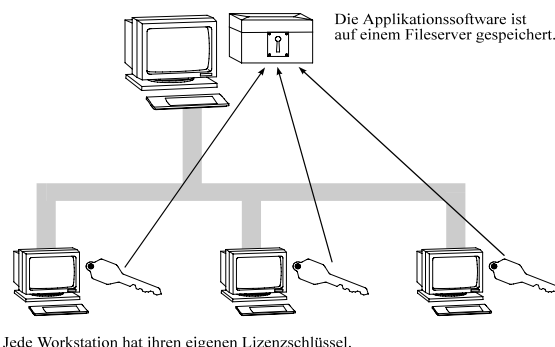 Die Applikationssoftware ist
auf einem Fileserver gespeichert.
Jede Workstation hat ihren eigenen Lizenzschlüssel.